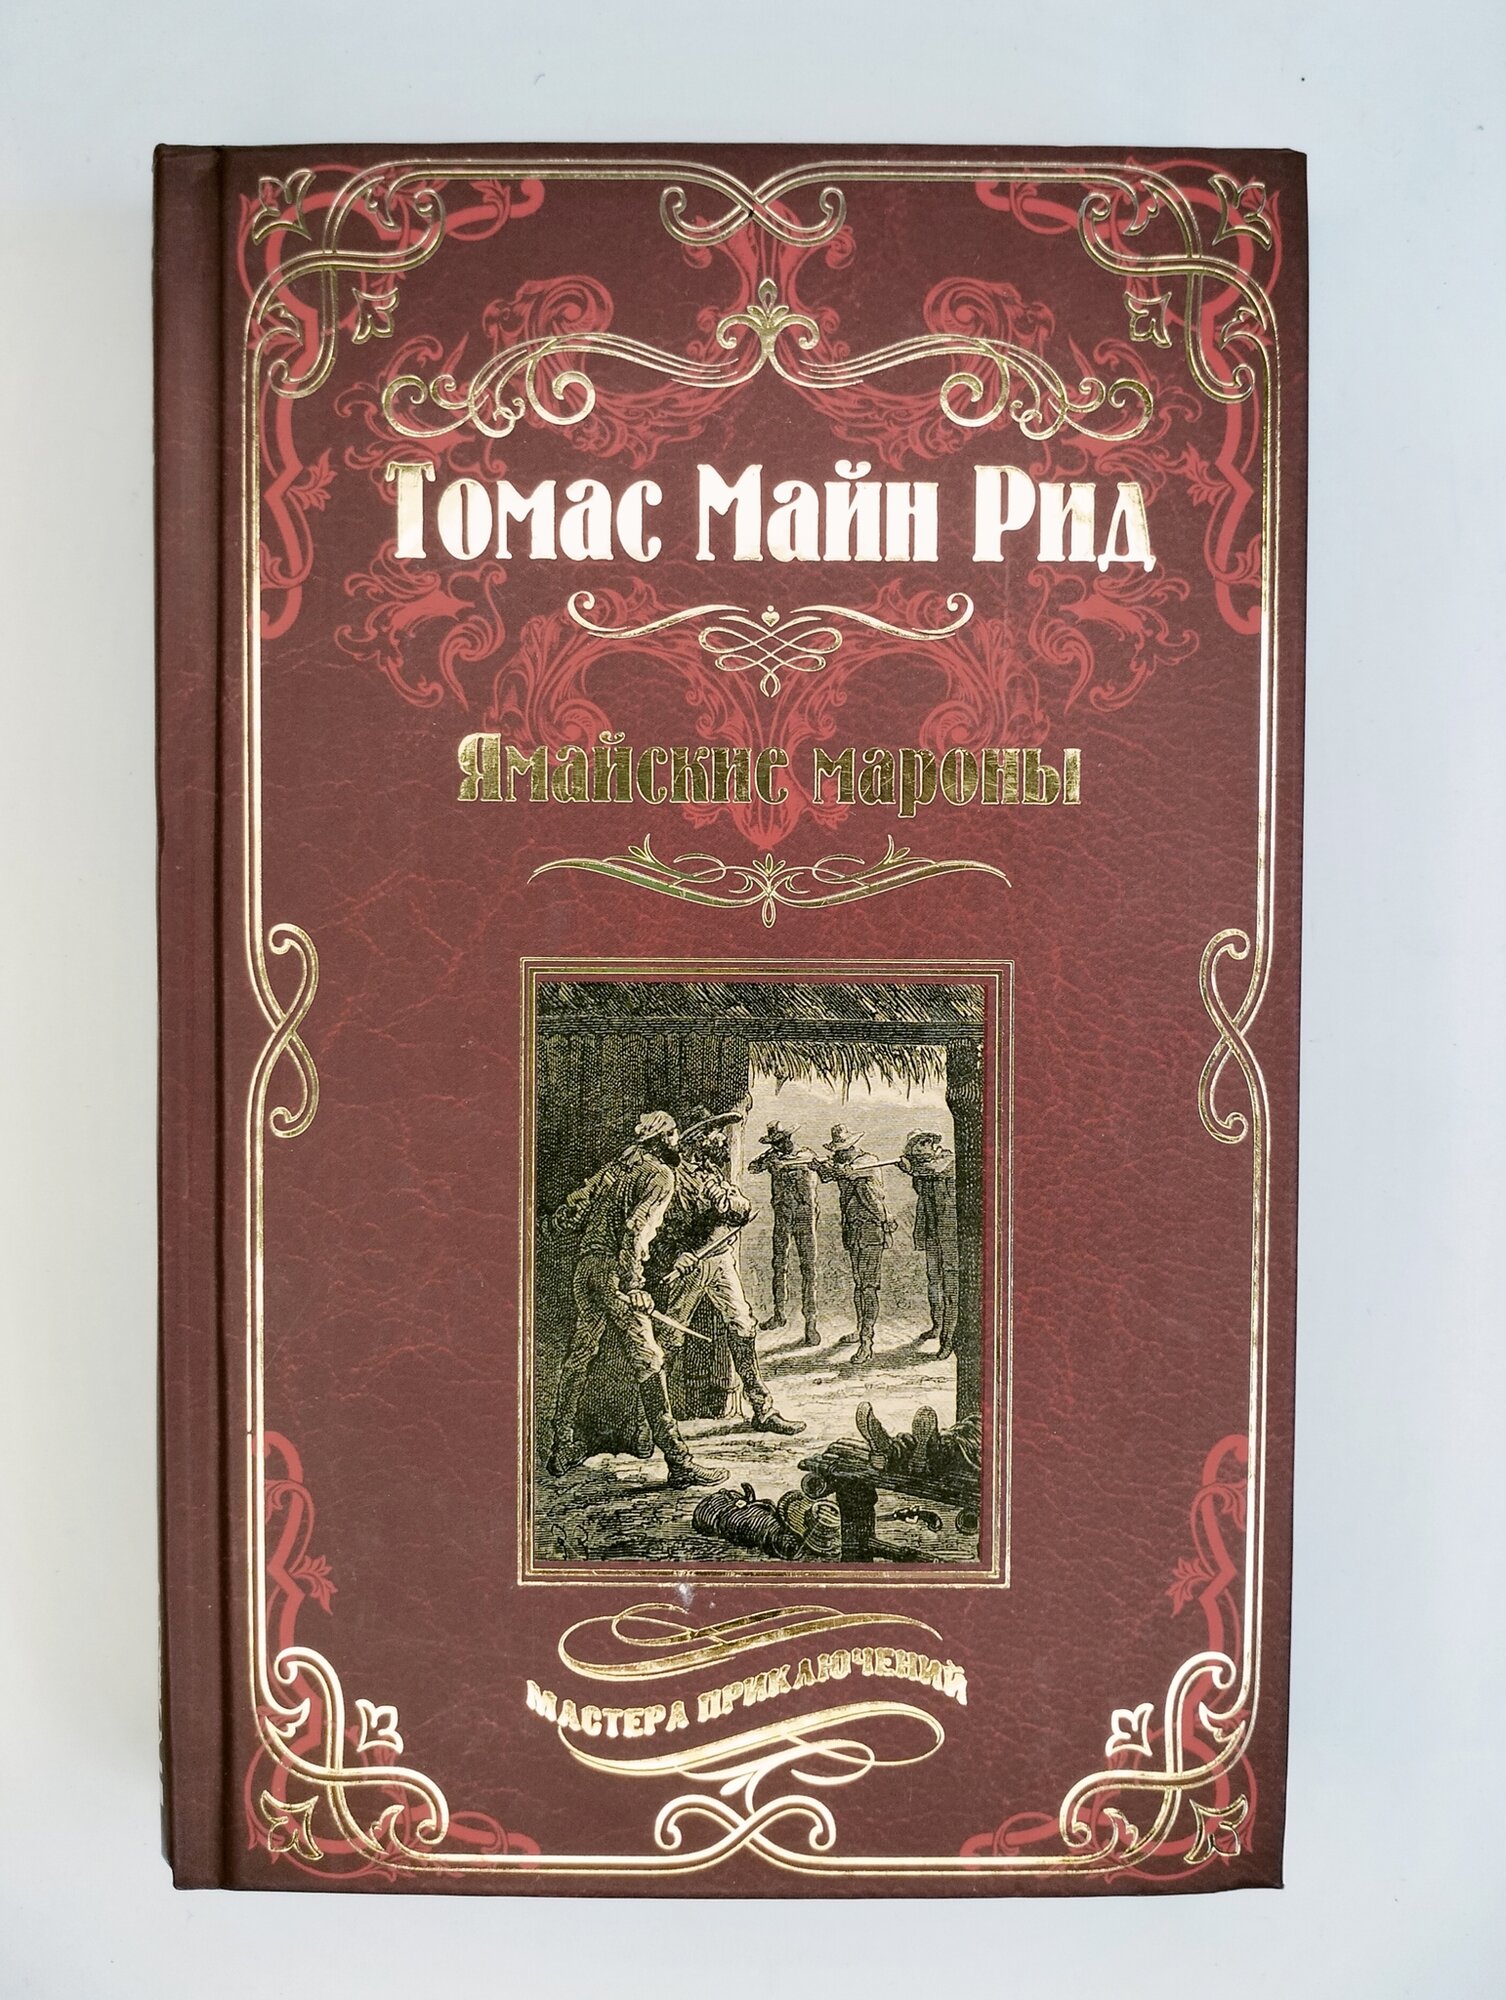 Томас Майн Рид
Ямайские мароны
МАСТЕРА ПРИКЛЮЧЕНИЙ